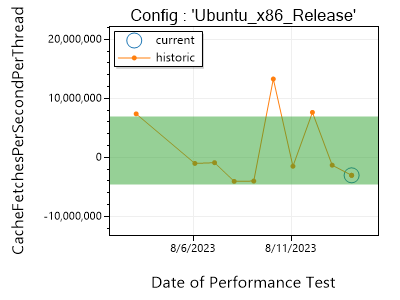 Config : 'Ubuntu_x86_Release'
current
historic
CacheFetchesPerSecondPerThread
20,000,000
10,000,000
0
-10,000,000
8/6/2023
8/11/2023
Date of Performance Test